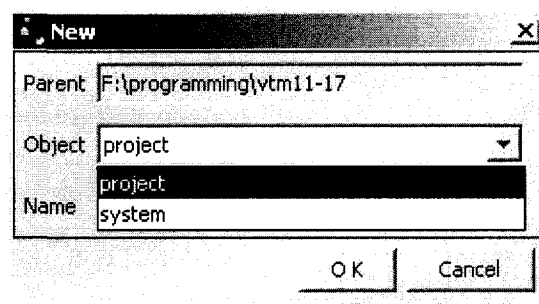 New
Parent F:\programming\vtm11-17
Object project
project
Name
system
OK Cancel